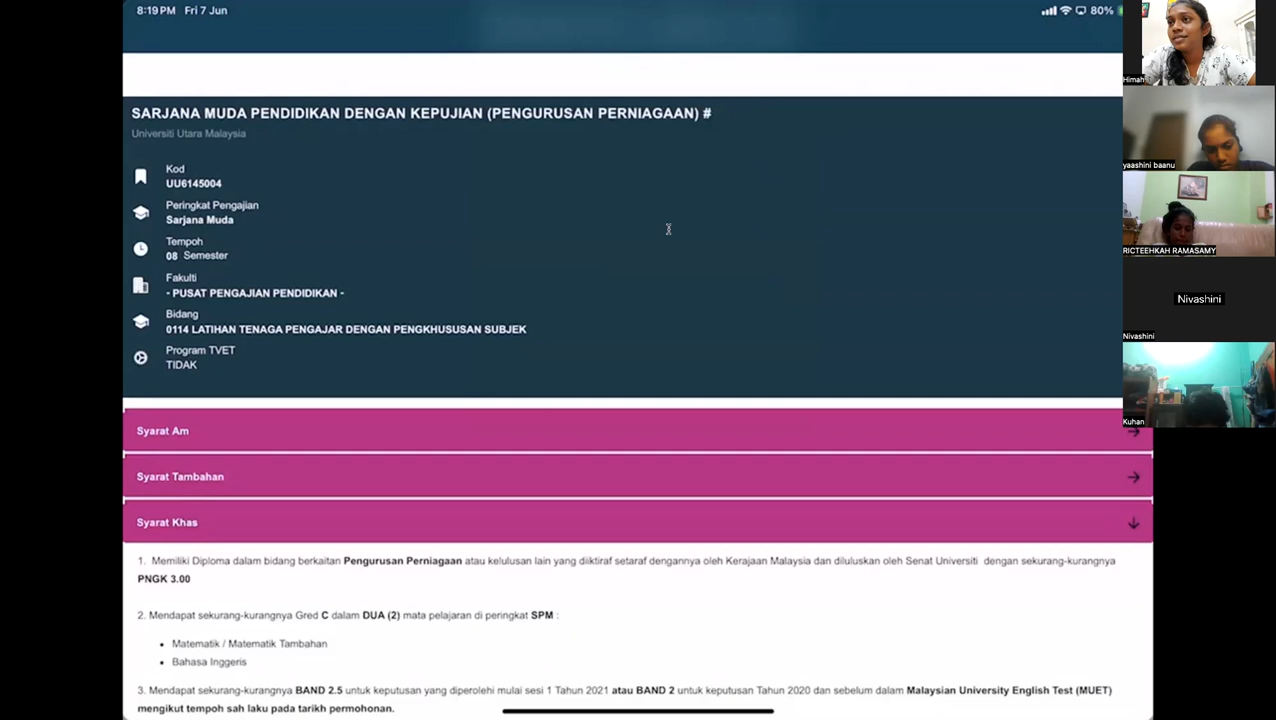 8:19 PM Fri 7 Jun
80%
SARJANA MUDA PENDIDIKAN DENGAN KEPUJIAN (PENGURUSAN PERNIAGAAN) #
Universiti Utara Malaysia
Kod
UU6145004
Peringkat Pengajian
Sarjana Muda
Tempoh
08 Semester
Fakulti
- PUSAT PENGAJIAN PENDIDIKAN -
Bidang
0114 LATIHAN TENAGA PENGAJAR DENGAN PENGKHUSUSAN SUBJEK
Program TVET
TIDAK
Syarat Am
Syarat Tambahan
Syarat Khas
1. Memiliki Diploma dalam bidang berkaitan Pengurusan Perniagaan atau kelulusan lain yang diiktiraf setaraf dengannya oleh Kerajaan Malaysia dan diluluskan oleh Senat Universiti dengan sekurang-kurangnya
PNGK 3.00
2. Mendapat sekurang-kurangnya Gred C dalam DUA (2) mata pelajaran di peringkat SPM :
• Matematik / Matematik Tambahan
• Bahasa Inggeris
3. Mendapat sekurang-kurangnya BAND 2.5 untuk keputusan yang diperolehi mulai sesi 1 Tahun 2021 atau BAND 2 untuk keputusan Tahun 2020 dan sebelum dalam Malaysian University English Test (MUET)
mengikut tempoh sah laku pada tarikh permohonan.
Himah
yaashini baanu
RICTEEHKAH RAMASAMY
Nivashini
Nivashini
Kuhan